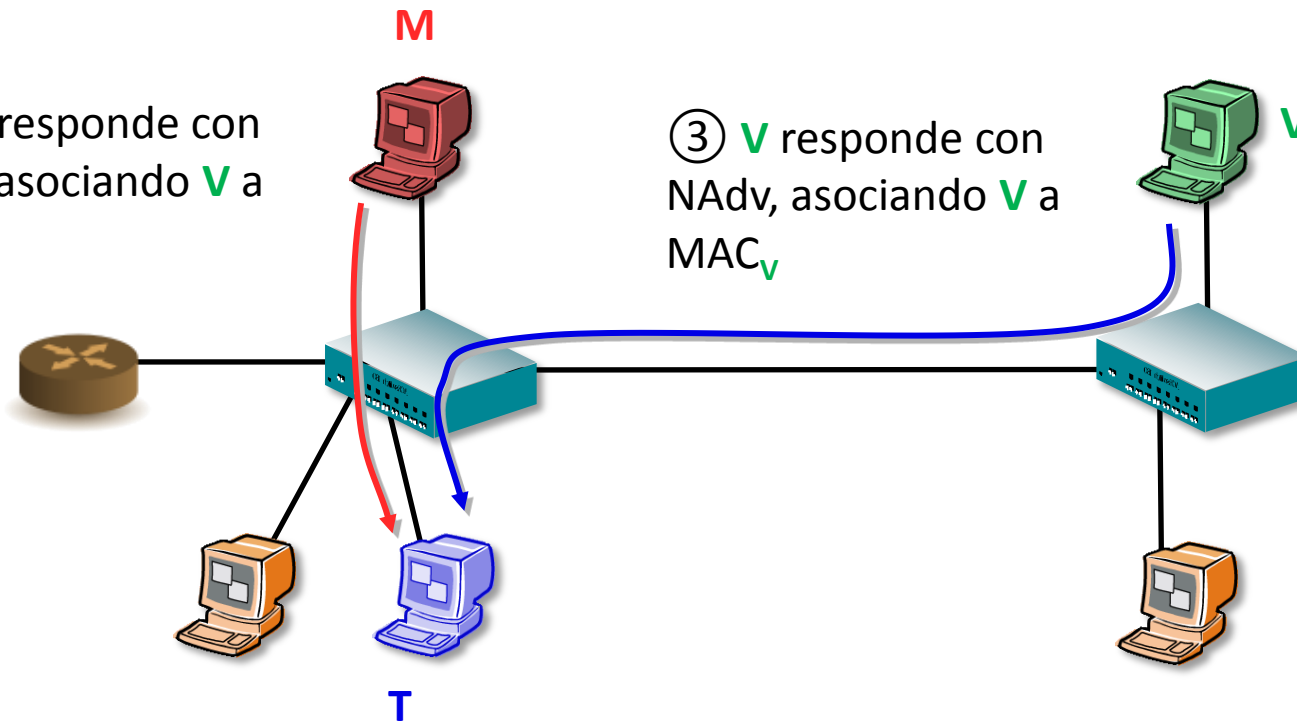 M
responde con
asociando V a
③ V responde con
NAdv, asociando V a
MACV
V
T